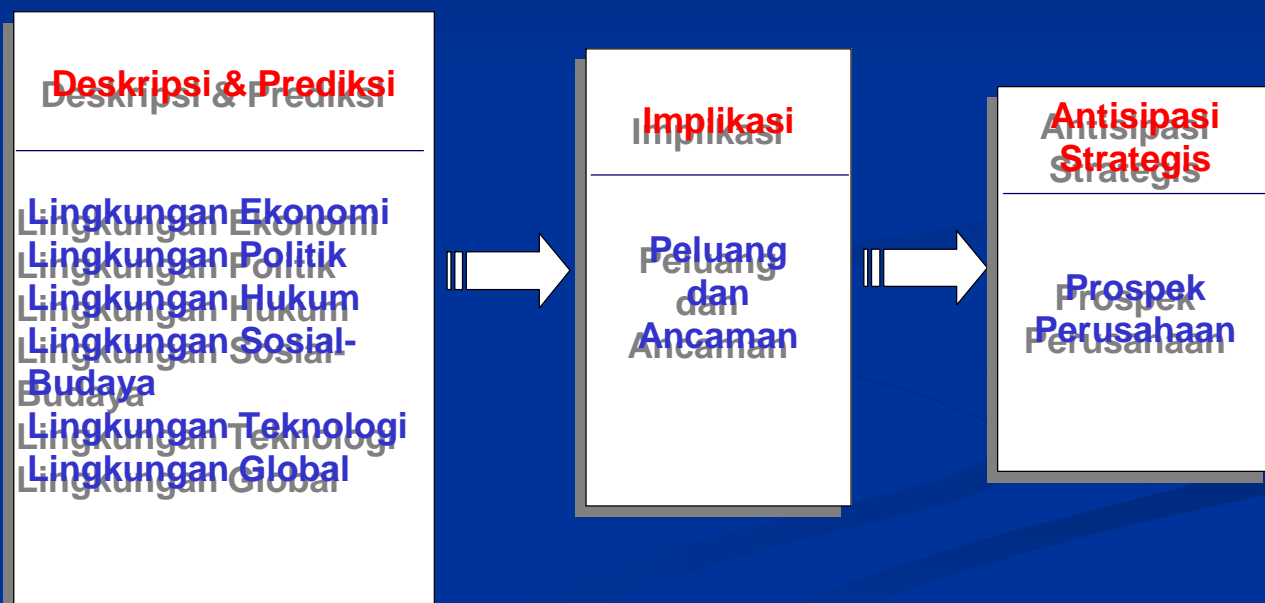 Deskripsi & Prediksi
Lingkungan Ekonomi
Lingkungan Politik
Lingkungan Hukum
Lingkungan Sosial-
Budaya
Lingkungan Teknologi
Lingkungan Global
Implikasi
Peluang
dan
Ancaman
Antisipasi
Strategis
Prospek
Perusahaan